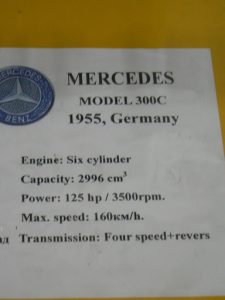 MERCEDES
BENZ
MERCEDES
MODEL 300C
1955, Germany
Engine: Six cylinder
Capacity: 2996 cm³
Power: 125 hp / 3500rpm.
Max. speed: 160км/h.
ад Transmission: Four speed+revers